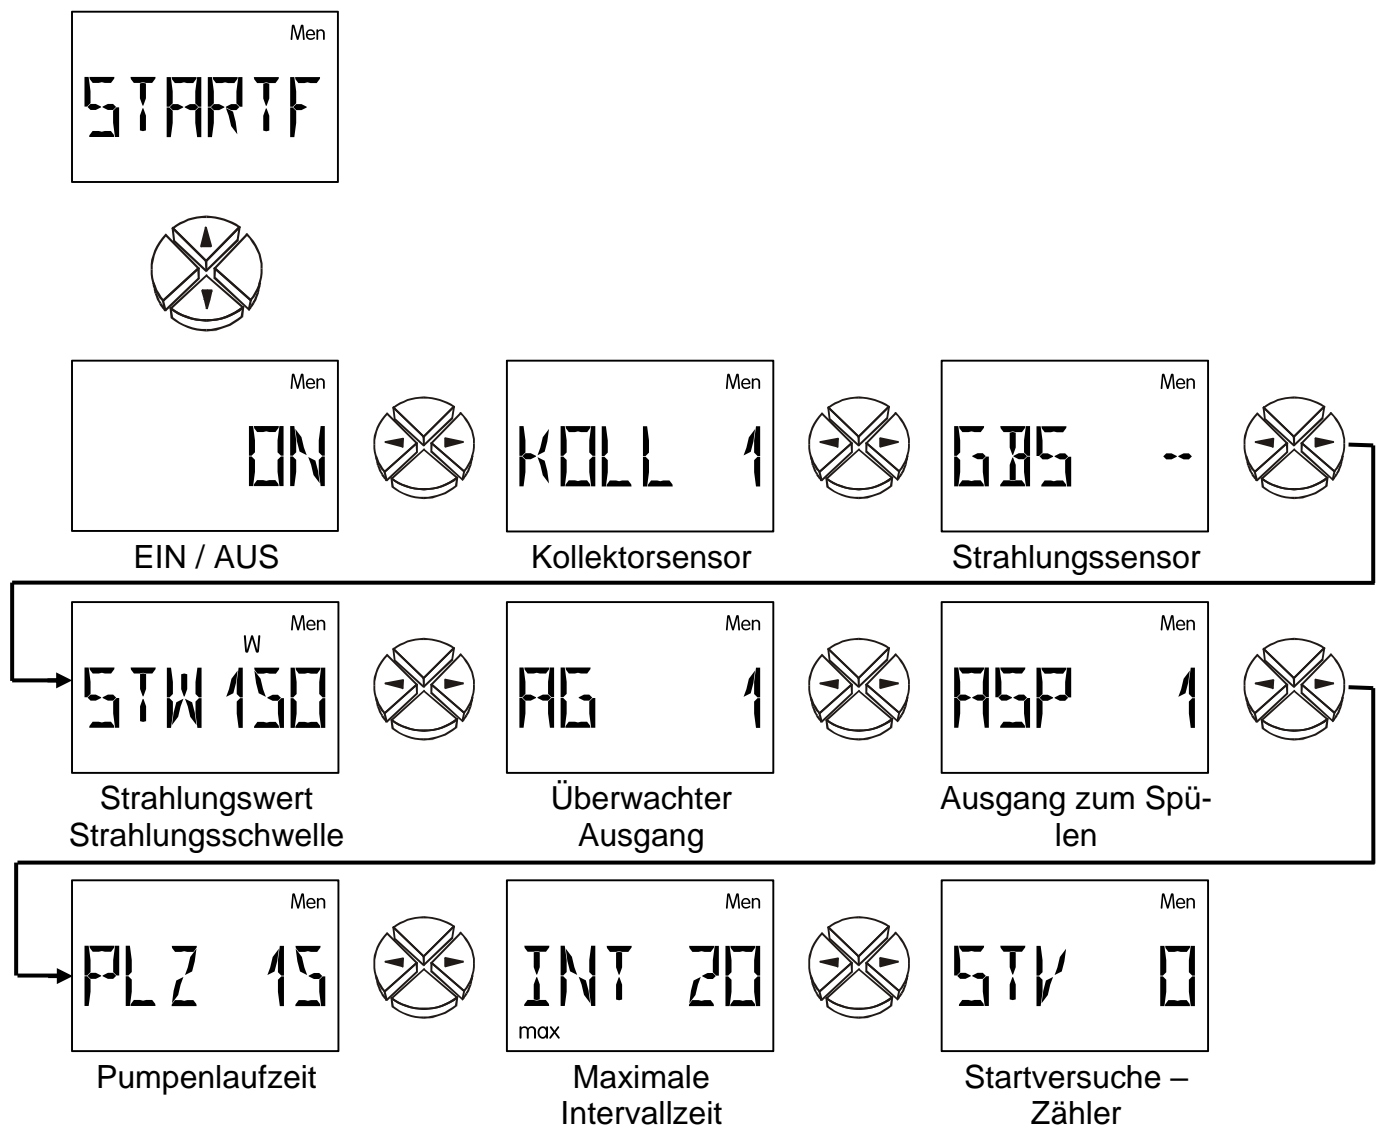 Men
STARTF
Men
ON
EIN / AUS
Men
KOLL 1
Kollektorsensor
Men
GBS --
Strahlungssensor
Men
W
STW 150
Strahlungswert
Strahlungsschwelle
Men
AG 1
Überwachter
Ausgang
Men
ASP 1
Ausgang zum Spü-
len
Men
PLZ 15
Pumpenlaufzeit
Men
INT 20
max
Maximale
Intervallzeit
Men
STV 0
Startversuche –
Zähler